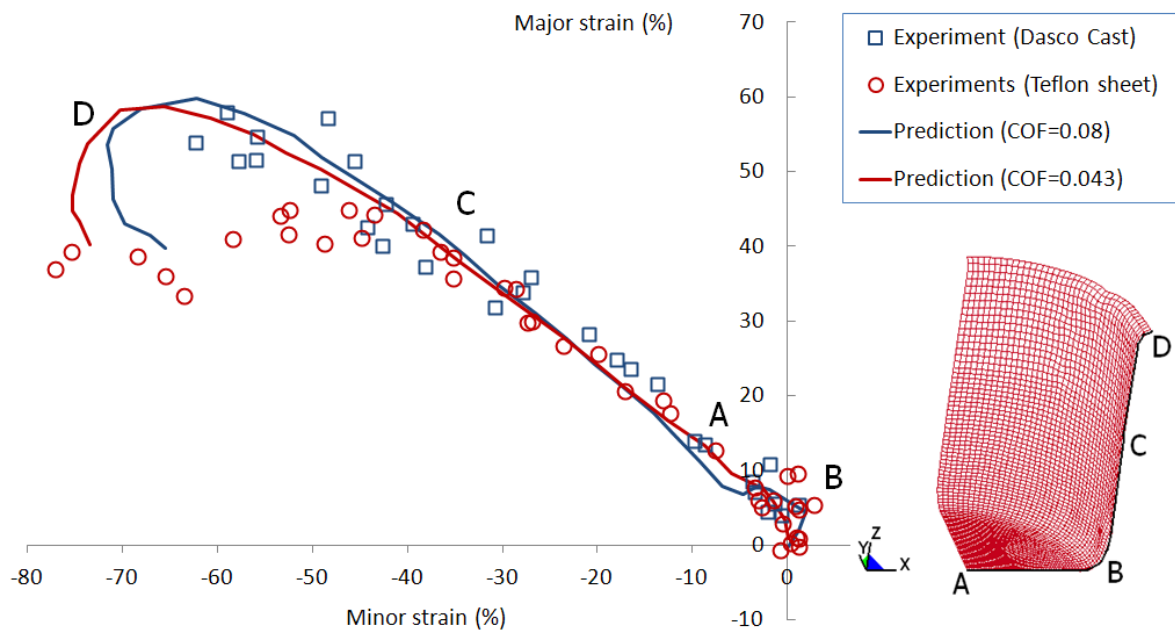 Major strain (%)
70
60
50
40
30
20
10
0
-10
-80
-70
-60
-50
-40
-30
-20
-10
0
Minor strain (%)
D
C
A
B
Experiment (Dasco Cast)
Experiments (Teflon sheet)
Prediction (COF=0.08)
Prediction (COF=0.043)
D
C
B
A
Y
Z
X